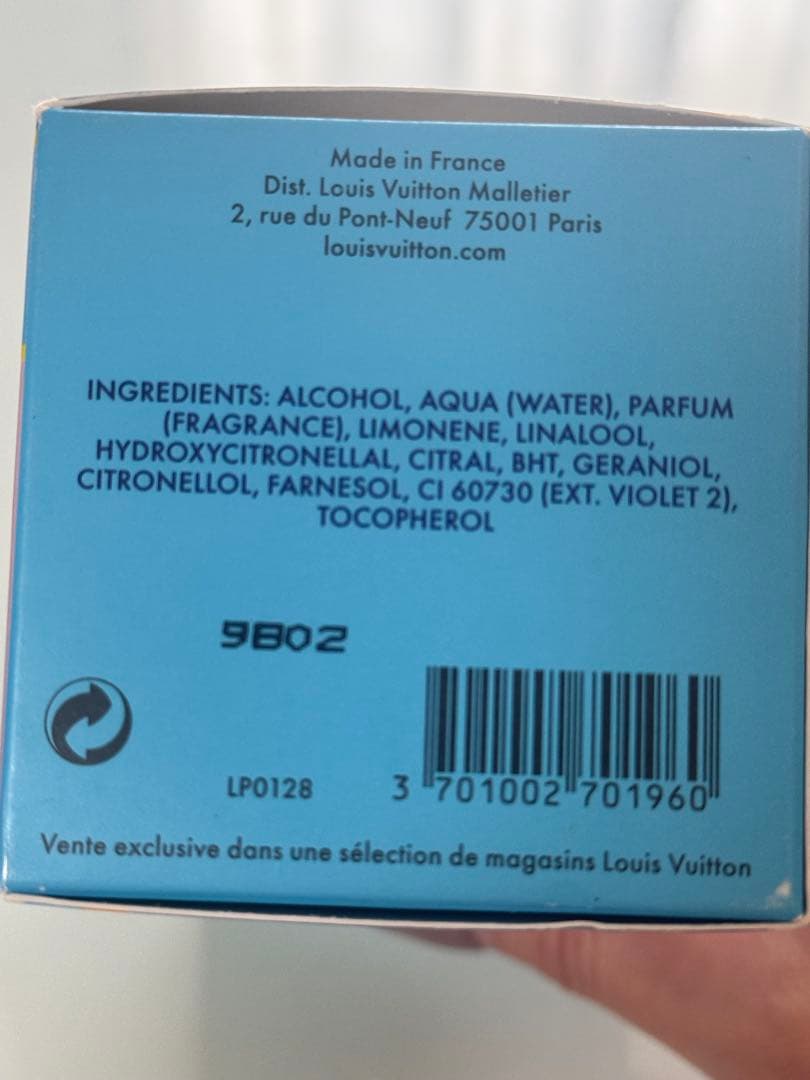 Made in France
Dist. Louis Vuitton Malletier
2, rue du Pont-Neuf 75001 Paris
louisvuitton.com
INGREDIENTS: ALCOHOL, AQUA (WATER), PARFUM
(FRAGRANCE), LIMONENE, LINALOOL,
HYDROXYCITRONELLAL, CITRAL, BHT, GERANIOL,
CITRONELLOL, FARNESOL, CI 60730 (EXT. VIOLET 2),
TOCOPHEROL
9B02
LP0128
3 701002 701960
Vente exclusive dans une sélection de magasins Louis Vuitton